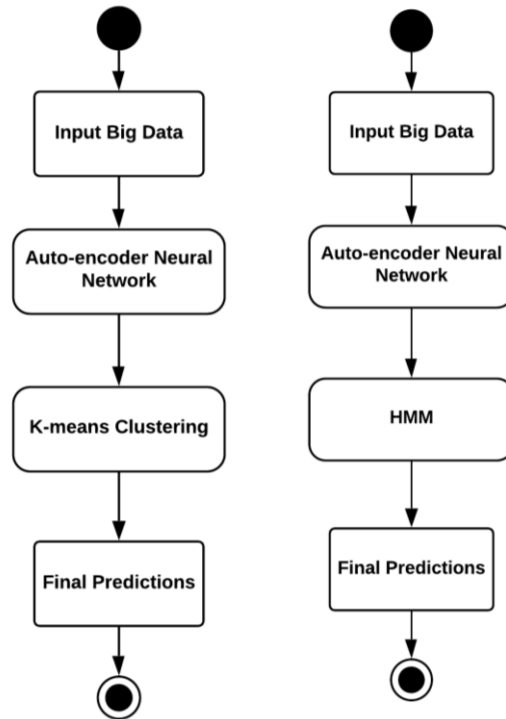 Input Big Data
Auto-encoder Neural
Network
K-means Clustering
Final Predictions
Input Big Data
Auto-encoder Neural
Network
HMM
Final Predictions